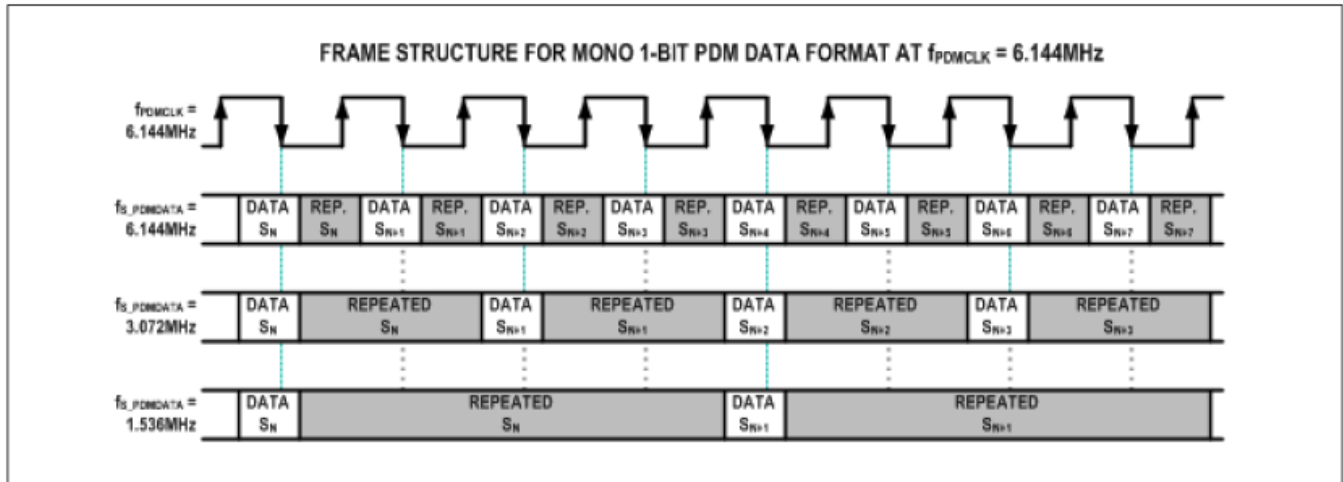 FRAME STRUCTURE FOR MONO 1-BIT PDM DATA FORMAT AT fPDMCLK = 6.144MHz
fPDMCLK =
6.144MHz
fS_PDMDATA =
6.144MHz
DATA REP. DATA REP. DATA REP. DATA REP. DATA REP. DATA REP. DATA REP. DATA REP.
SN SN SN+1 SN+1 SN+2 SN+2 SN+3 SN+3 SN+4 SN+4 SN+5 SN+5 SN+6 SN+6 SN+7 SN+7
fS_PDMDATA =
3.072MHz
DATA REPEATED DATA REPEATED DATA REPEATED DATA REPEATED
SN SN SN+1 SN+1 SN+2 SN+2 SN+3 SN+3
fS_PDMDATA =
1.536MHz
DATA REPEATED DATA REPEATED
SN SN SN+1 SN+1